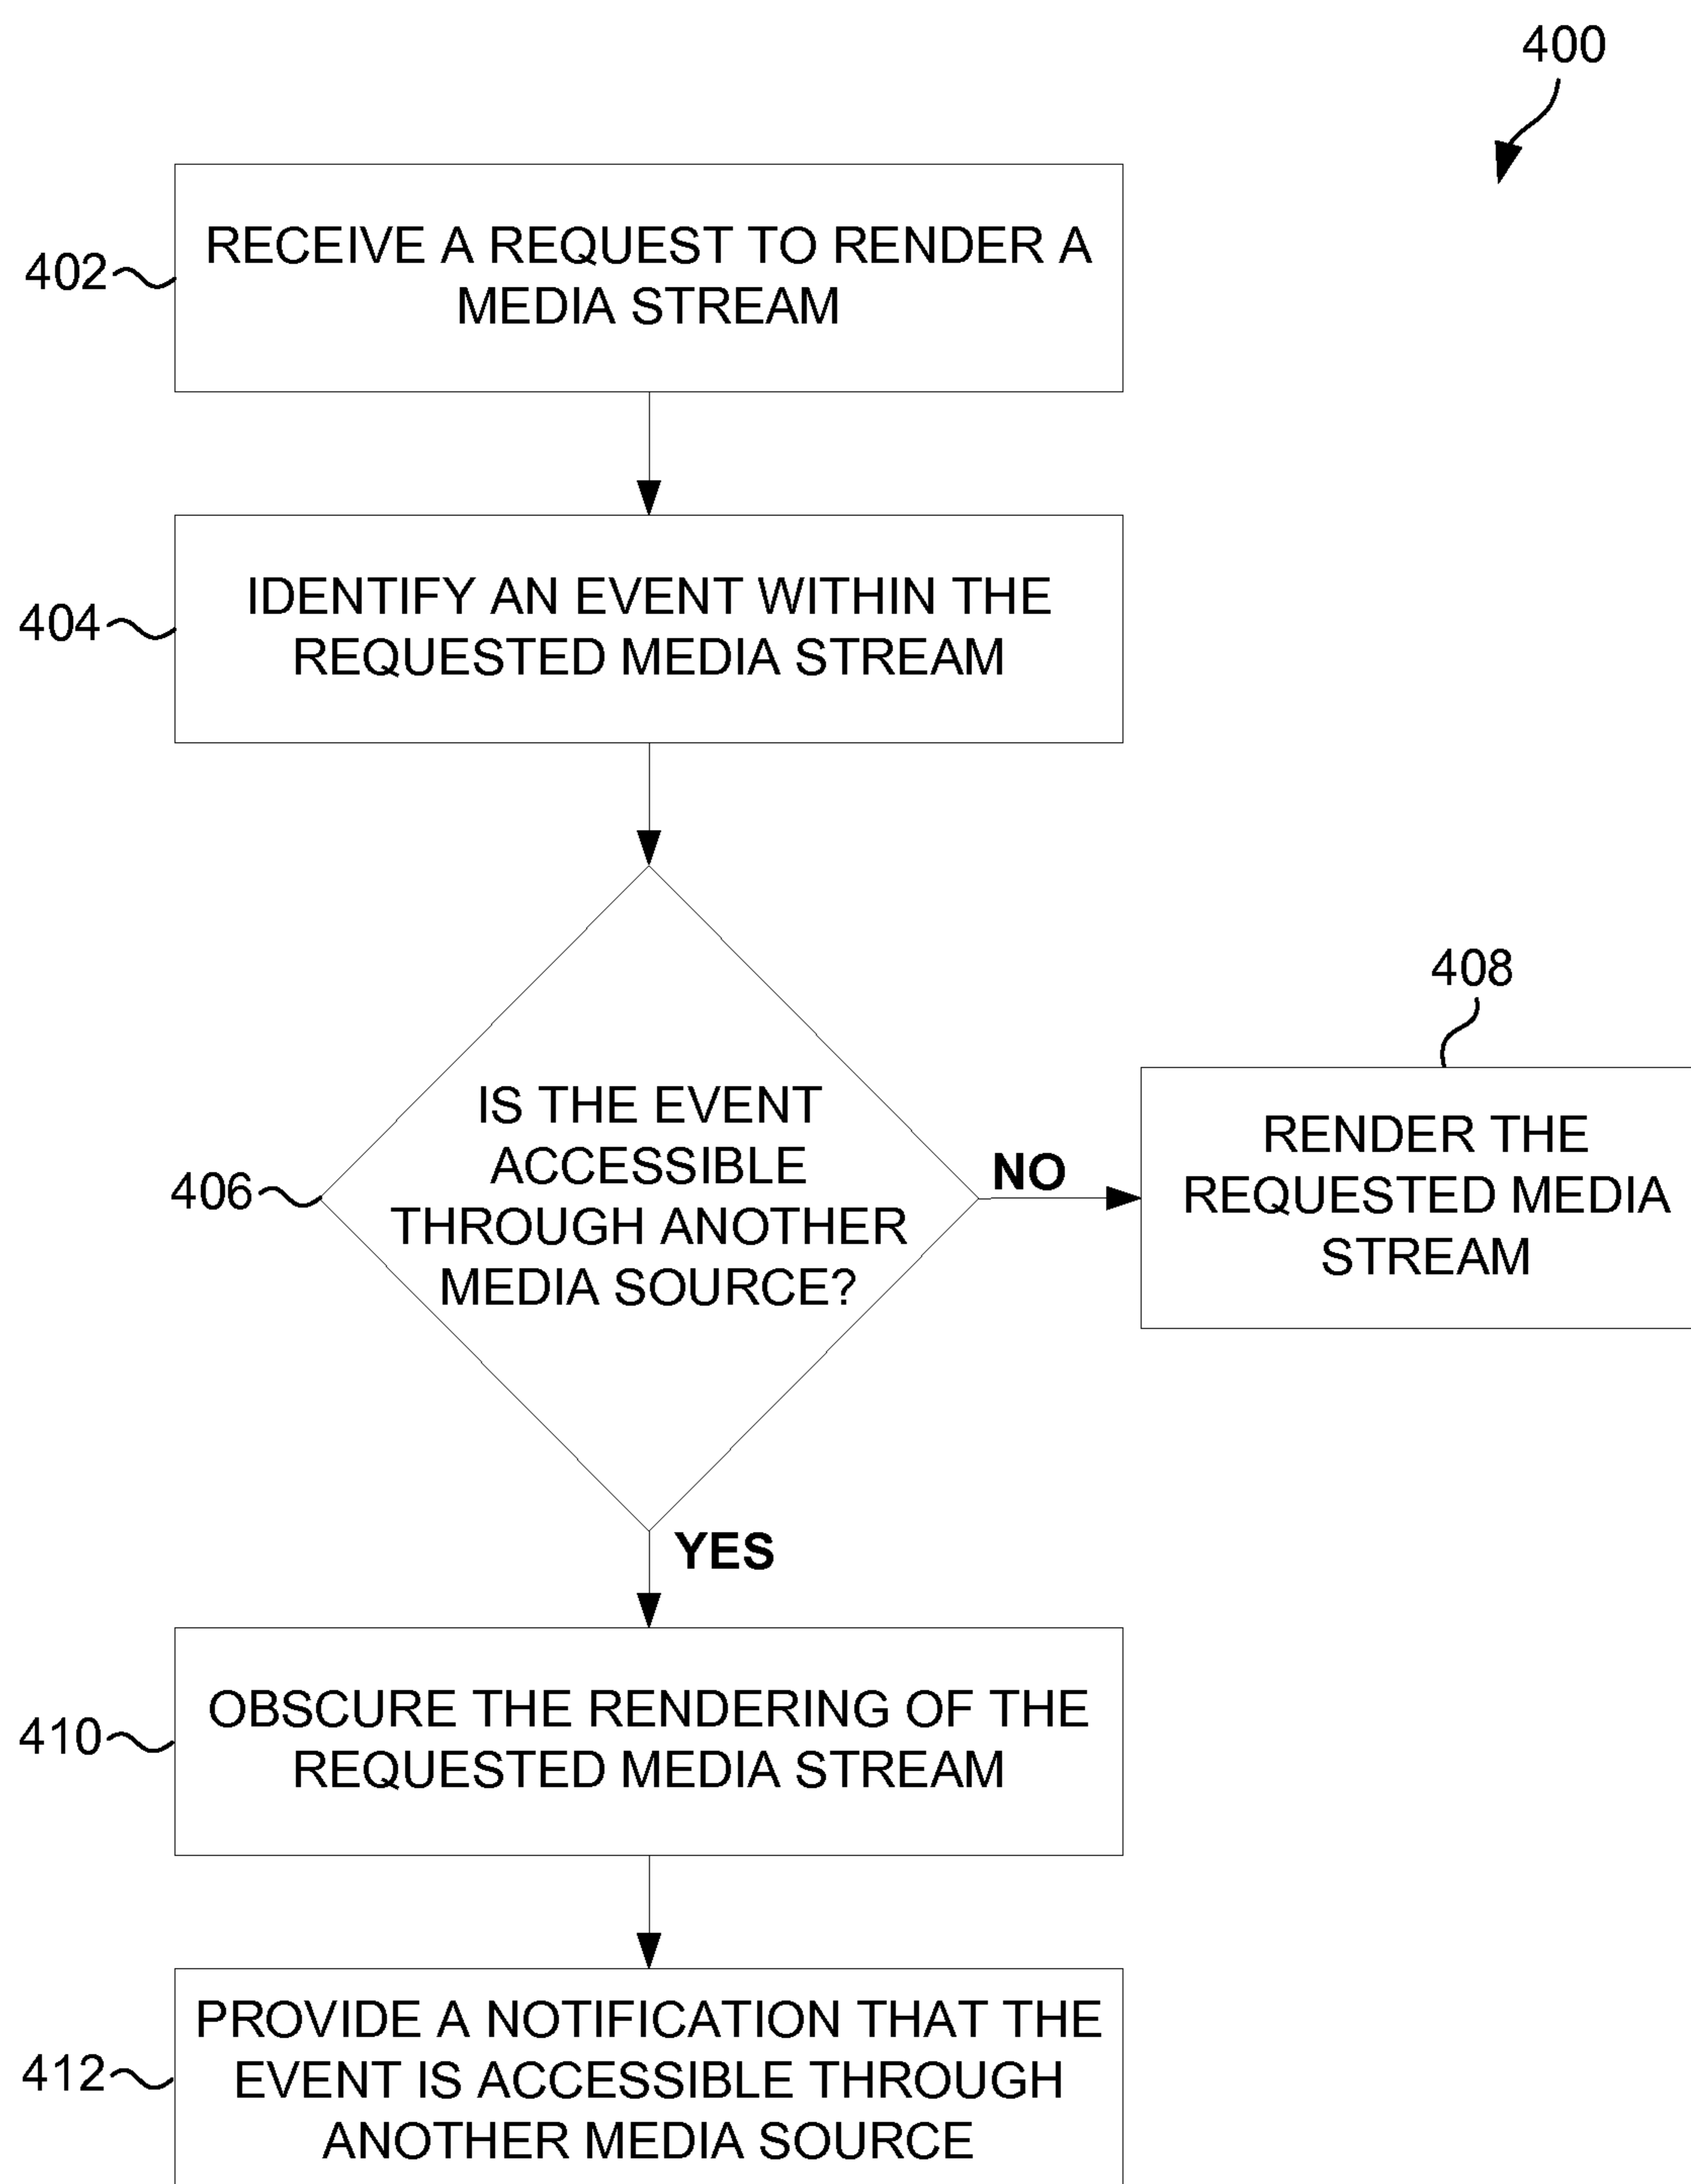 400
402
RECEIVE A REQUEST TO RENDER A
MEDIA STREAM
404
IDENTIFY AN EVENT WITHIN THE
REQUESTED MEDIA STREAM
406
IS THE EVENT
ACCESSIBLE
THROUGH ANOTHER
MEDIA SOURCE?
NO
408
RENDER THE
REQUESTED MEDIA
STREAM
YES
410
OBSCURE THE RENDERING OF THE
REQUESTED MEDIA STREAM
412
PROVIDE A NOTIFICATION THAT THE
EVENT IS ACCESSIBLE THROUGH
ANOTHER MEDIA SOURCE